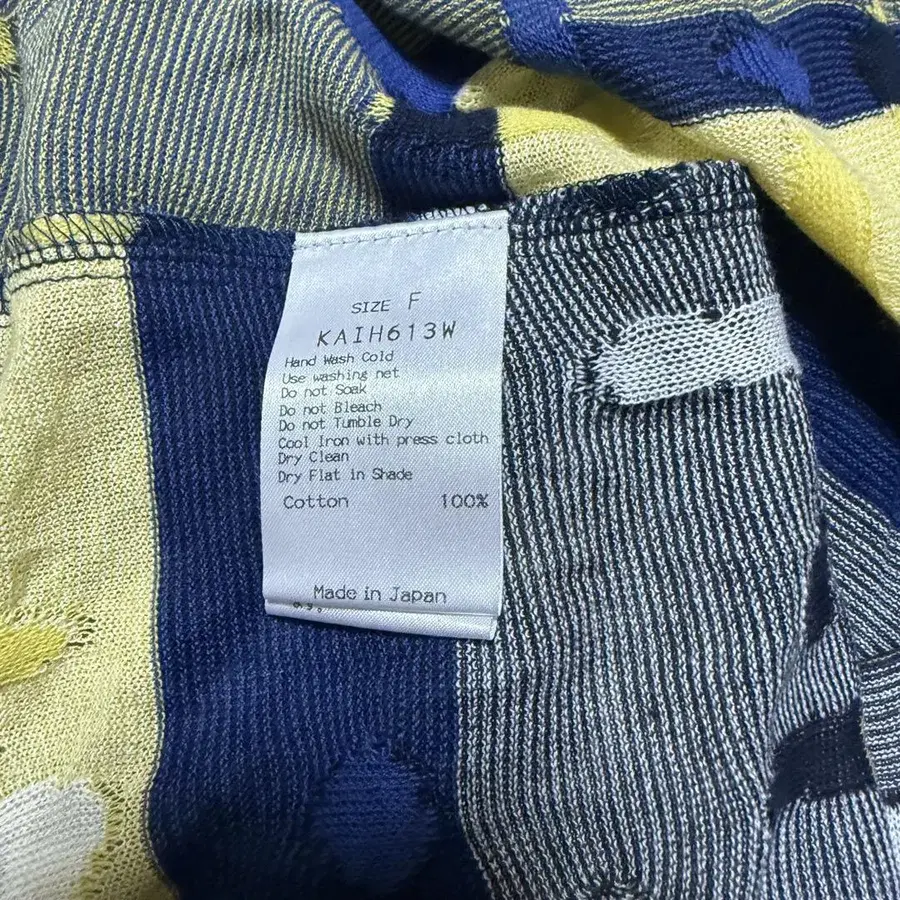 SIZE F
KAIH613W
Hand Wash Cold
Use washing net
Do not Soak
Do not Bleach
Do not Tumble Dry
Cool Iron with press cloth
Dry Clean
Dry Flat in Shade
Cotton 100%
Made in Japan